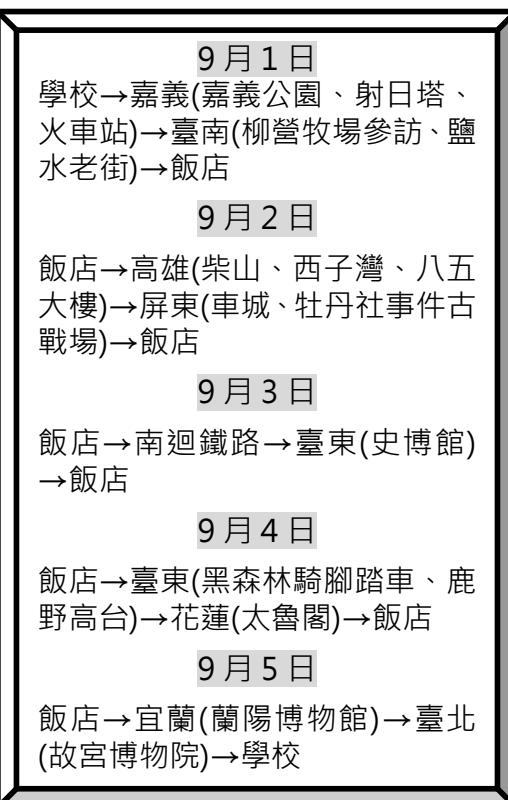 9月1日
學校→嘉義(嘉義公園、射日塔、
火車站)→臺南(柳營牧場參訪、鹽
水老街)→飯店
9月2日
飯店→高雄(柴山、西子灣、八五
大樓)→屏東(車城、牡丹社事件古
戰場)→飯店
9月3日
飯店→南迴鐵路→臺東(史博館)
→飯店
9月4日
飯店→臺東(黑森林騎腳踏車、鹿
野高台)→花蓮(太魯閣)→飯店
9月5日
飯店→宜蘭(蘭陽博物館)→臺北
(故宮博物院)→學校